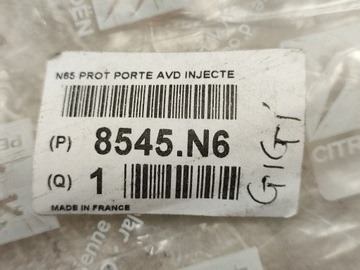 N65 PROT PORTE AVD INJECTE
(P) 8545.N6
(Q) 1
MADE IN FRANCE
GIGI
CITR